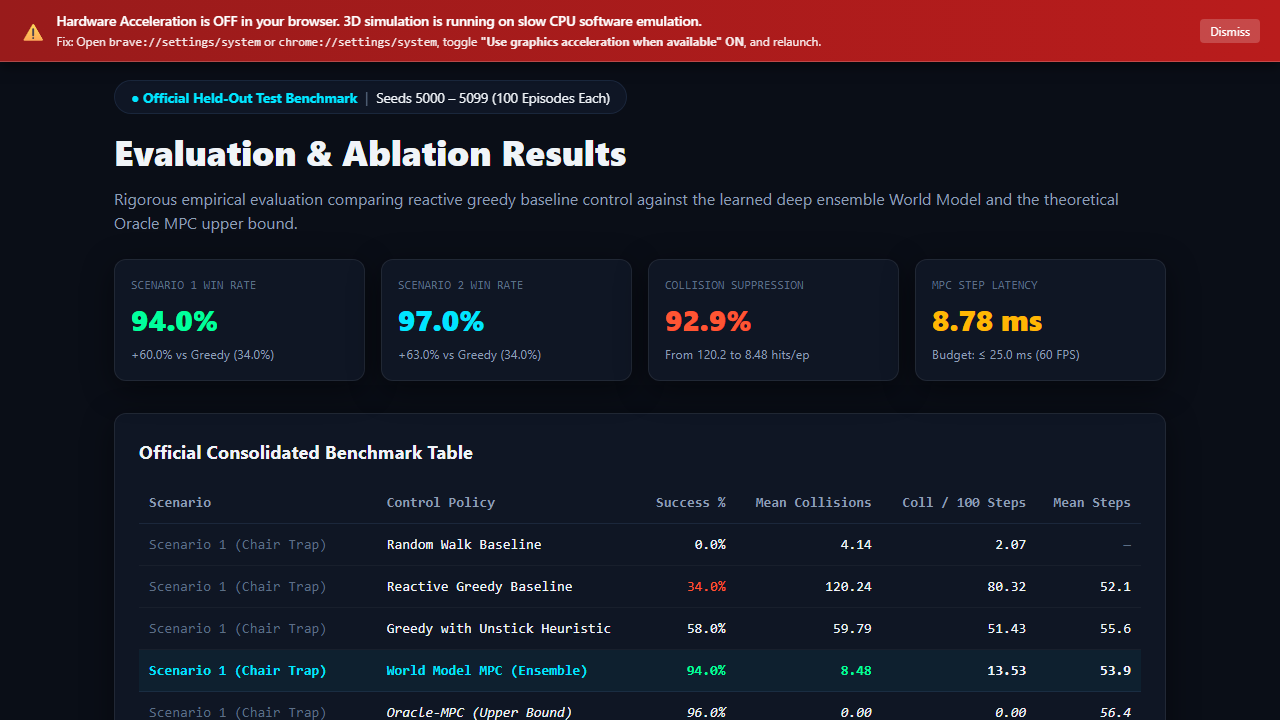 Hardware Acceleration is OFF in your browser. 3D simulation is running on slow CPU software emulation.
Fix: Open brave://settings/system or chrome://settings/system, toggle "Use graphics acceleration when available" ON, and relaunch.
Dismiss
● Official Held-Out Test Benchmark | Seeds 5000 – 5099 (100 Episodes Each)
Evaluation & Ablation Results
Rigorous empirical evaluation comparing reactive greedy baseline control against the learned deep ensemble World Model and the theoretical
Oracle MPC upper bound.
SCENARIO 1 WIN RATE
94.0%
+60.0% vs Greedy (34.0%)
SCENARIO 2 WIN RATE
97.0%
+63.0% vs Greedy (34.0%)
COLLISION SUPPRESSION
92.9%
From 120.2 to 8.48 hits/ep
MPC STEP LATENCY
8.78 ms
Budget: ≤ 25.0 ms (60 FPS)
Official Consolidated Benchmark Table
Scenario Control Policy Success % Mean Collisions Coll / 100 Steps Mean Steps
Scenario 1 (Chair Trap) Random Walk Baseline 0.0% 4.14 2.07 —
Scenario 1 (Chair Trap) Reactive Greedy Baseline 34.0% 120.24 80.32 52.1
Scenario 1 (Chair Trap) Greedy with Unstick Heuristic 58.0% 59.79 51.43 55.6
Scenario 1 (Chair Trap) World Model MPC (Ensemble) 94.0% 8.48 13.53 53.9
Scenario 1 (Chair Trap) Oracle-MPC (Upper Bound) 96.0% 0.00 0.00 56.4